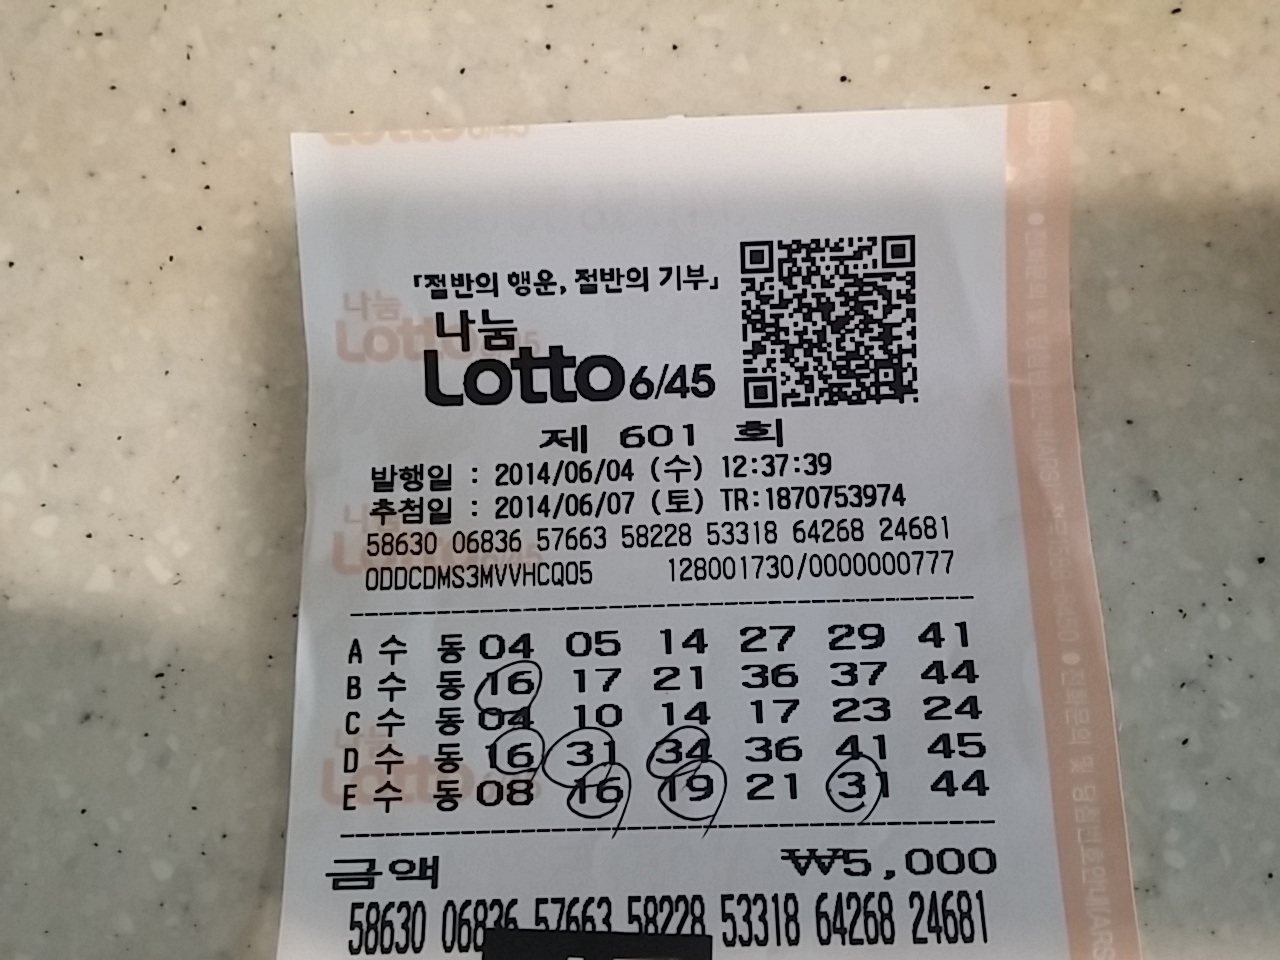 「절반의 행운, 절반의 기부」
나눔
Lotto 6/45
제 601 회
발행일 : 2014/06/04 (수) 12:37:39
추첨일 : 2014/06/07 (토) TR:1870753974
58630 06836 57663 58228 53318 64268 24681
0DDCDMS3MVVHCQ05 128001730/0000000777
A 수 동 04 05 14 27 29 41
B 수 동 16 17 21 36 37 44
C 수 동 04 10 14 17 23 24
D 수 동 16 31 34 36 41 45
E 수 동 08 16 19 21 31 44
금액 ₩₩5,000
58630 06836 57663 58228 53318 64268 24681